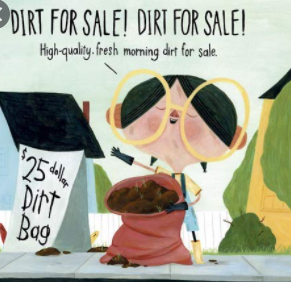 DIRT FOR SALE! DIRT FOR SALE!
High-quality, fresh morning dirt for sale.
$25 dollar
Dirt
Bag